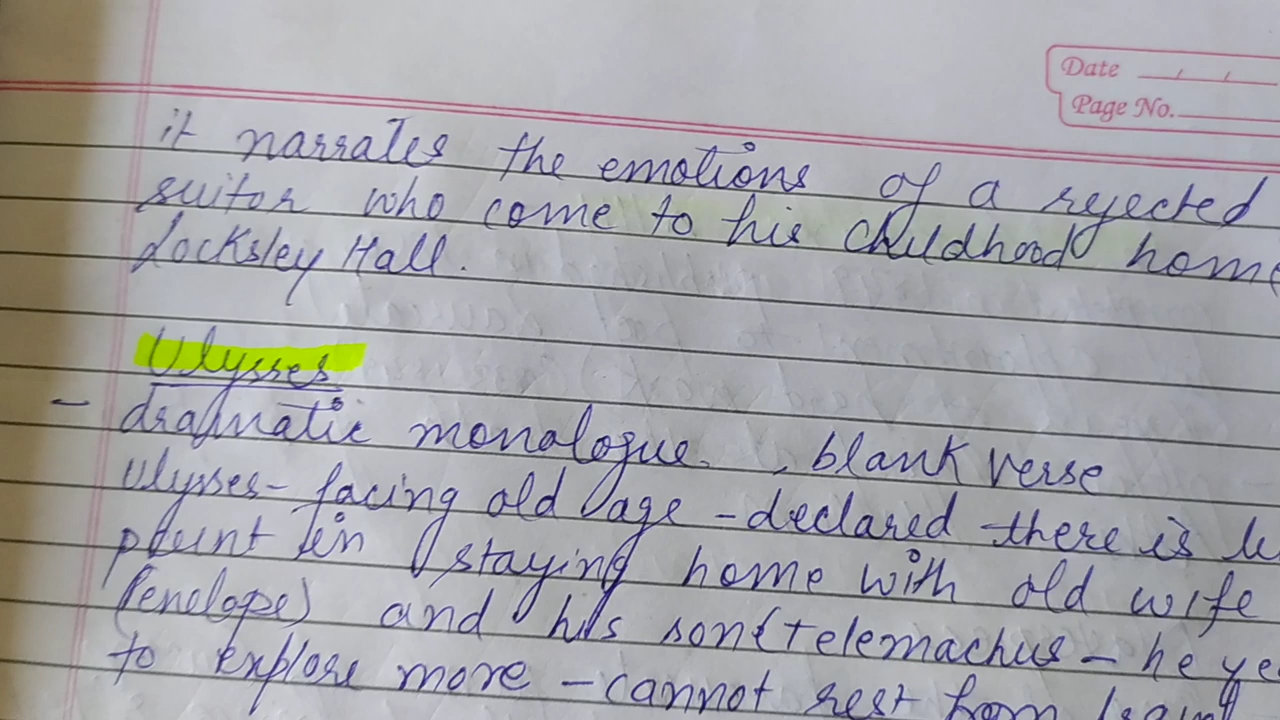 Date
Page No.
it narrates the emotions of a rejected
suitor who come to his childhood home
Locksley Hall.
Ulysses
- dramatic monologue. , blank verse
Ulysses - facing old age - declared there is
point in staying home with old wife
(Penelope) and his son (Telemachus - he
to explore more - cannot rest from